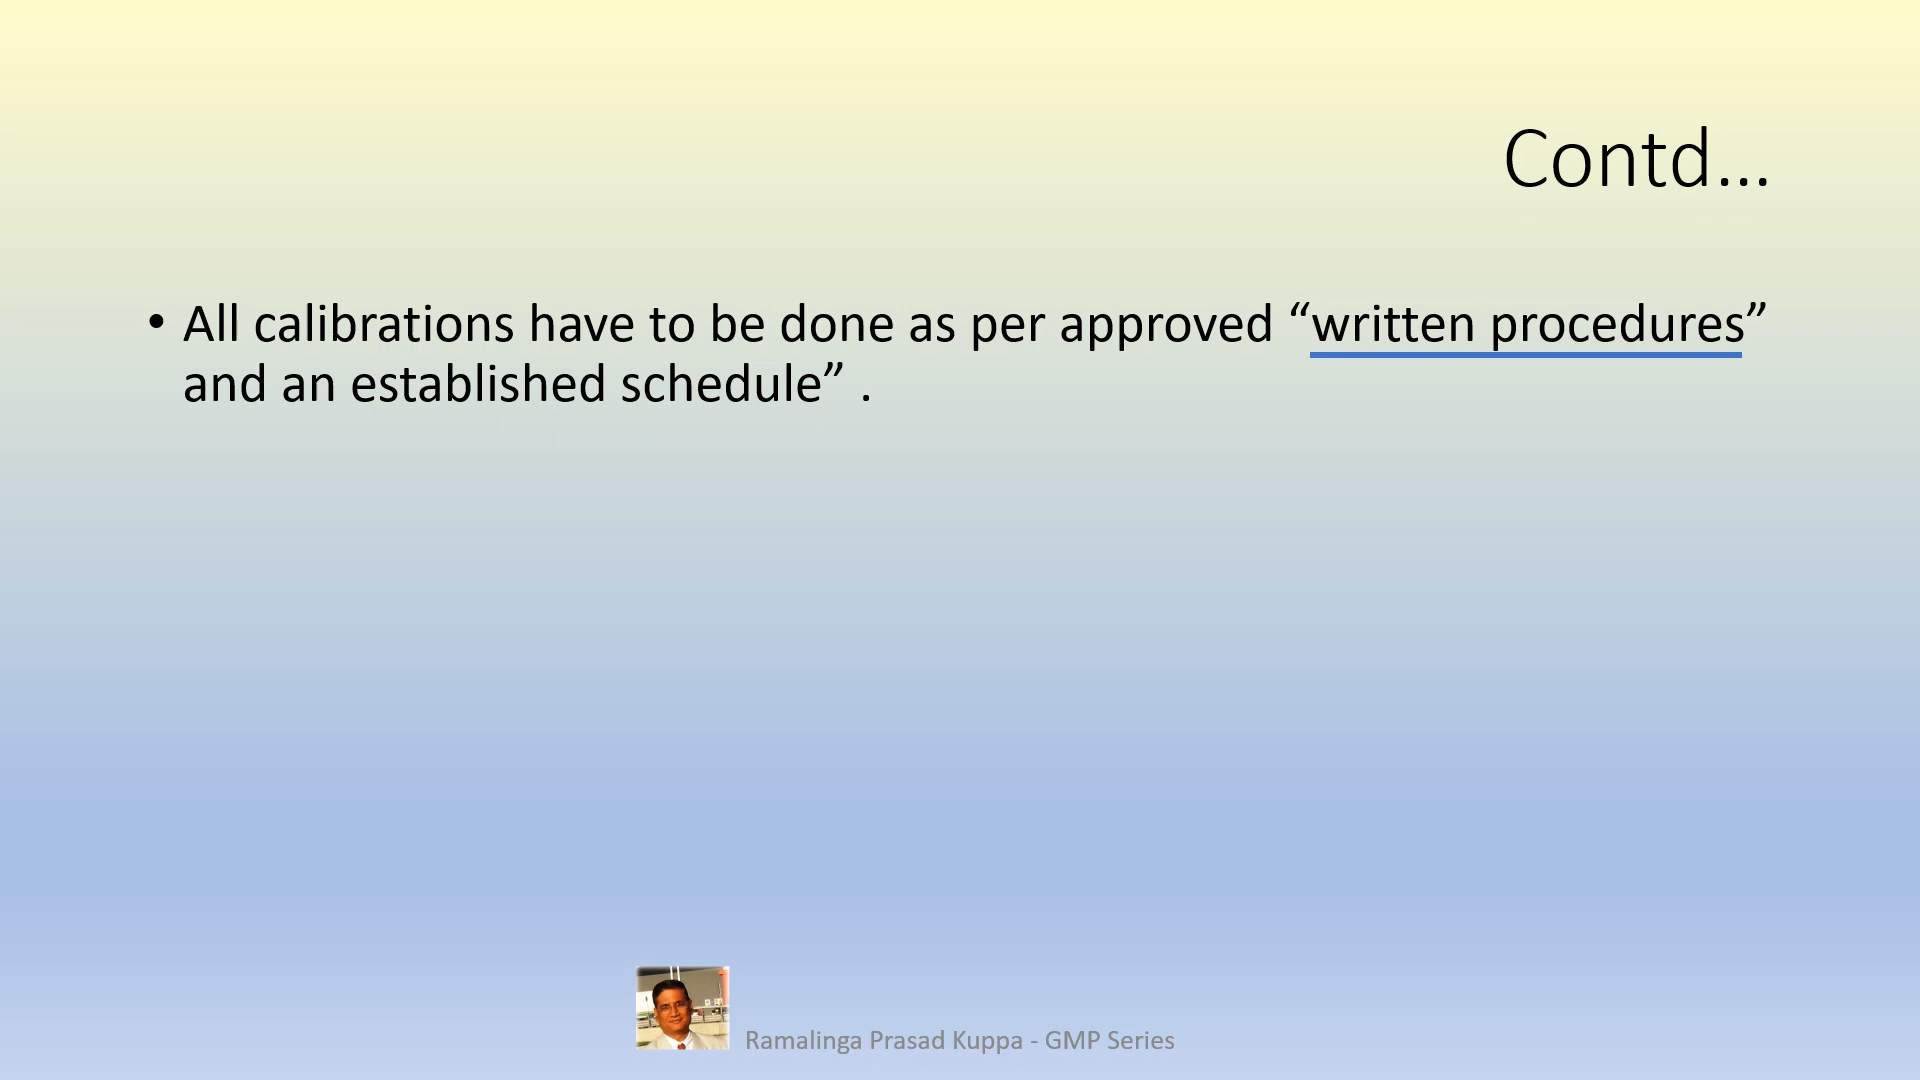 Contd...
• All calibrations have to be done as per approved “written procedures”
and an established schedule” .
Ramalinga Prasad Kuppa - GMP Series